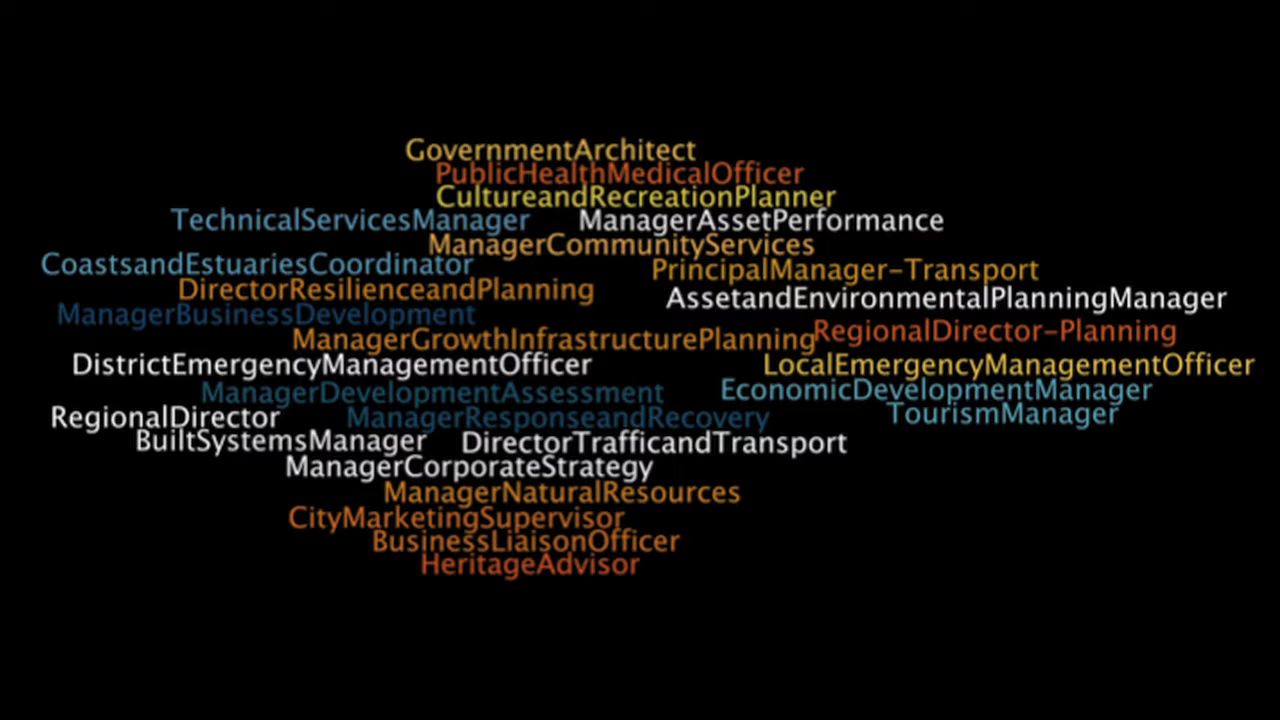 GovernmentArchitect
PublicHealthMedicalOfficer
CultureandRecreationPlanner
TechnicalServicesManager ManagerAssetPerformance
ManagerCommunityServices
CoastsandEstuariesCoordinator PrincipalManager-Transport
DirectorResilienceandPlanning AssetandEnvironmentalPlanningManager
ManagerBusinessDevelopment
ManagerGrowthInfrastructurePlanning RegionalDirector-Planning
DistrictEmergencyManagementOfficer LocalEmergencyManagementOfficer
ManagerDevelopmentAssessment EconomicDevelopmentManager
RegionalDirector ManagerResponseandRecovery TourismManager
BuiltSystemsManager DirectorTrafficandTransport
ManagerCorporateStrategy
ManagerNaturalResources
CityMarketingSupervisor
BusinessLiaisonOfficer
HeritageAdvisor